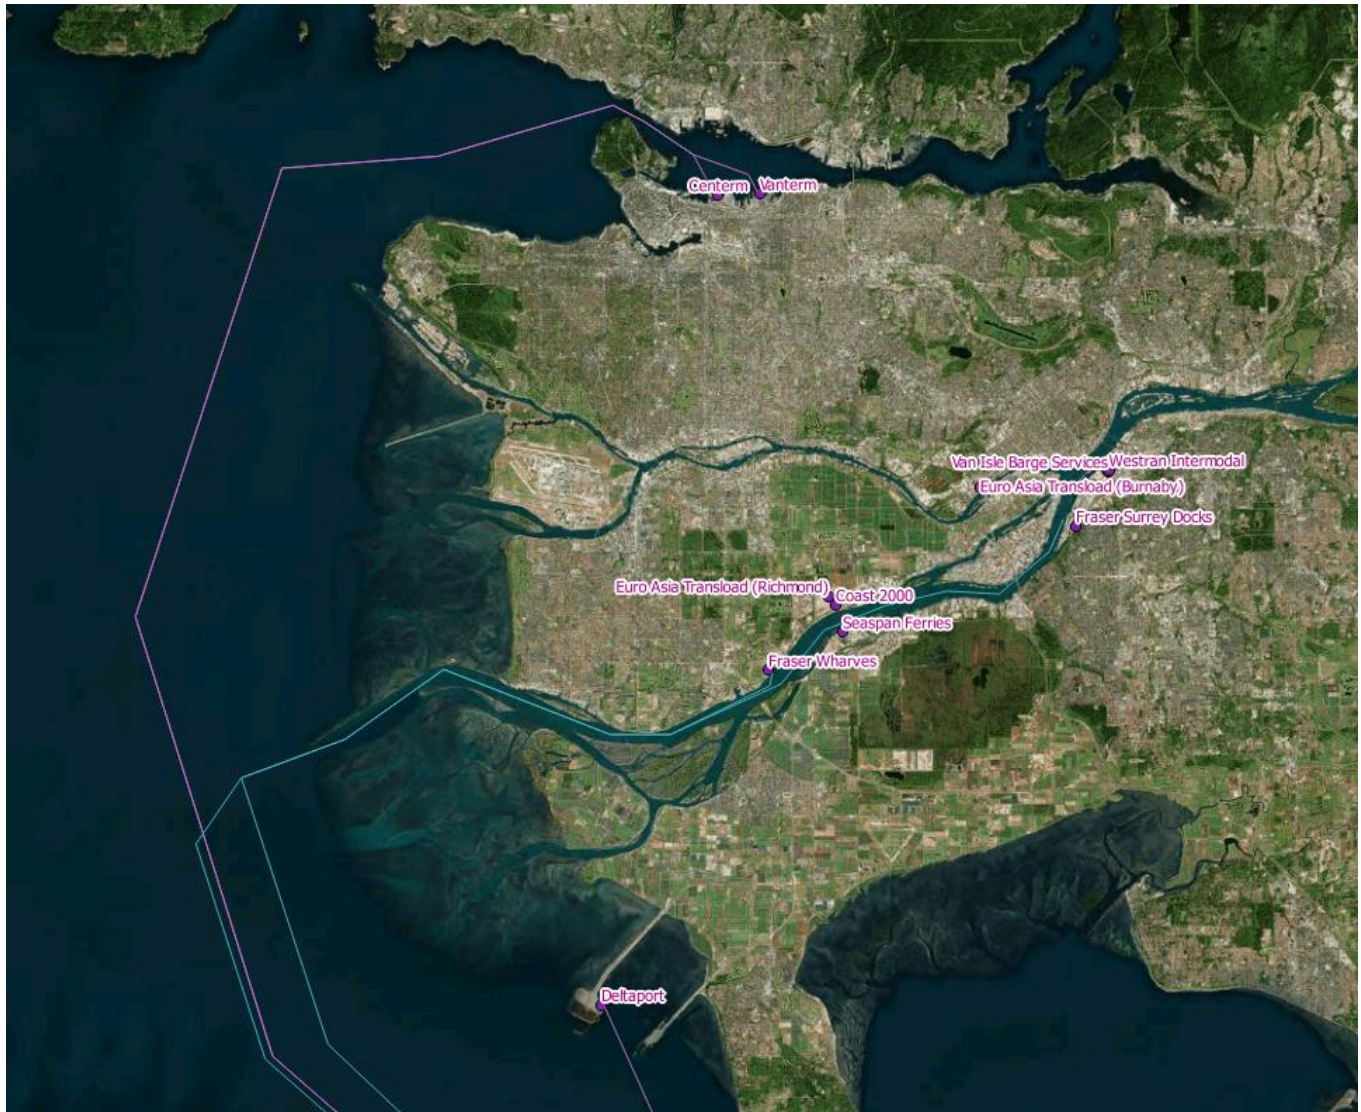 Centerm
Vanterm
Van Isle Barge Services
Westran Intermodal
Euro Asia Transload (Burnaby)
Fraser Surrey Docks
Euro Asia Transload (Richmond)
Coast 2000
Seaspan Ferries
Fraser Wharves
Deltaport